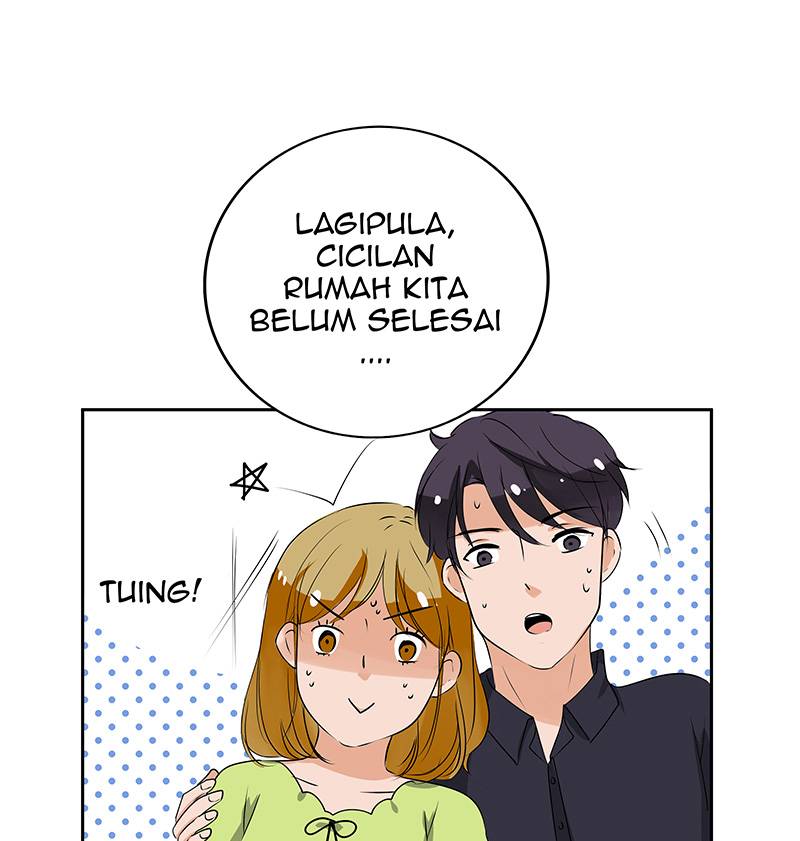 LAGIPULA,
CICILAN
RUMAH KITA
BELUM SELESAI
....
TUING!